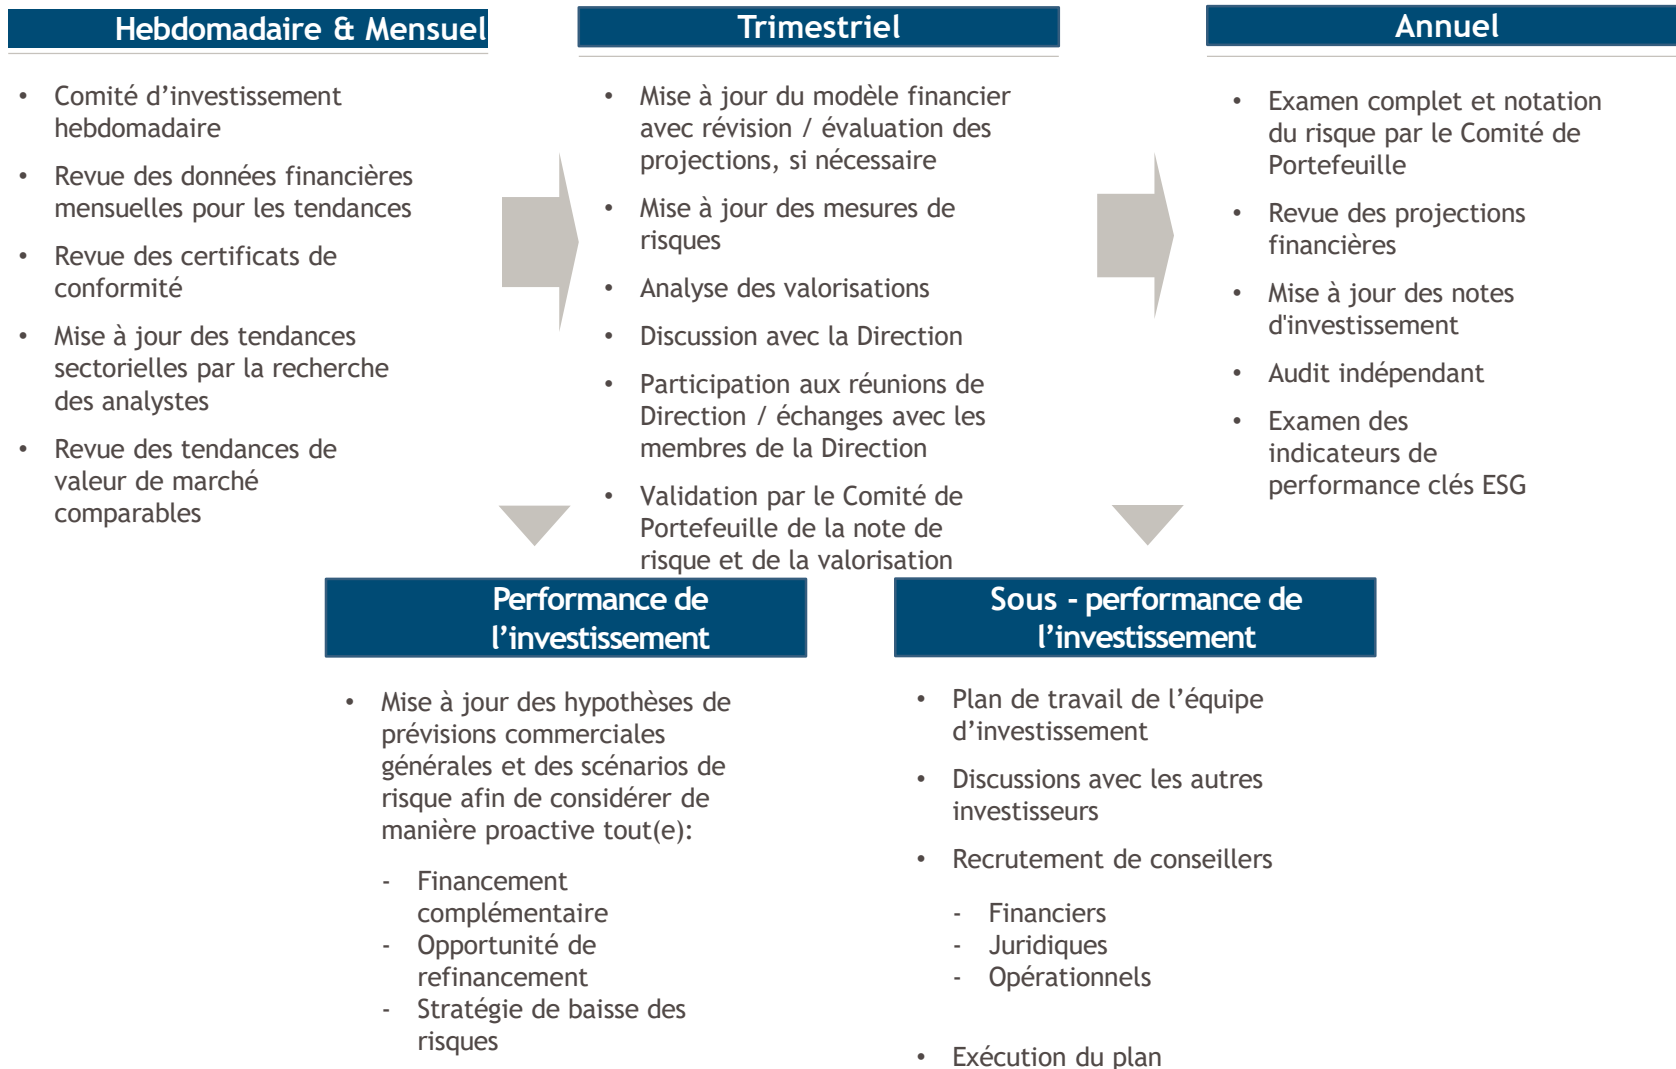 Hebdomadaire & Mensuel
• Comité d’investissement
hebdomadaire
• Revue des données financières
mensuelles pour les tendances
• Revue des certificats de
conformité
• Mise à jour des tendances
sectorielles par la recherche
des analystes
• Revue des tendances de
valeur de marché
comparables
Trimestriel
• Mise à jour du modèle financier
avec révision / évaluation des
projections, si nécessaire
• Mise à jour des mesures de
risques
• Analyse des valorisations
• Discussion avec la Direction
• Participation aux réunions de
Direction / échanges avec les
membres de la Direction
• Validation par le Comité de
Portefeuille de la note de
risque et de la valorisation
Annuel
• Examen complet et notation
du risque par le Comité de
Portefeuille
• Revue des projections
financières
• Mise à jour des notes
d'investissement
• Audit indépendant
• Examen des
indicateurs de
performance clés ESG
Performance de
l’investissement
• Mise à jour des hypothèses de
prévisions commerciales
générales et des scénarios de
risque afin de considérer de
manière proactive tout(e):
- Financement
complémentaire
- Opportunité de
refinancement
- Stratégie de baisse des
risques
Sous - performance de
l’investissement
• Plan de travail de l’équipe
d’investissement
• Discussions avec les autres
investisseurs
• Recrutement de conseillers
- Financiers
- Juridiques
- Opérationnels
• Exécution du plan